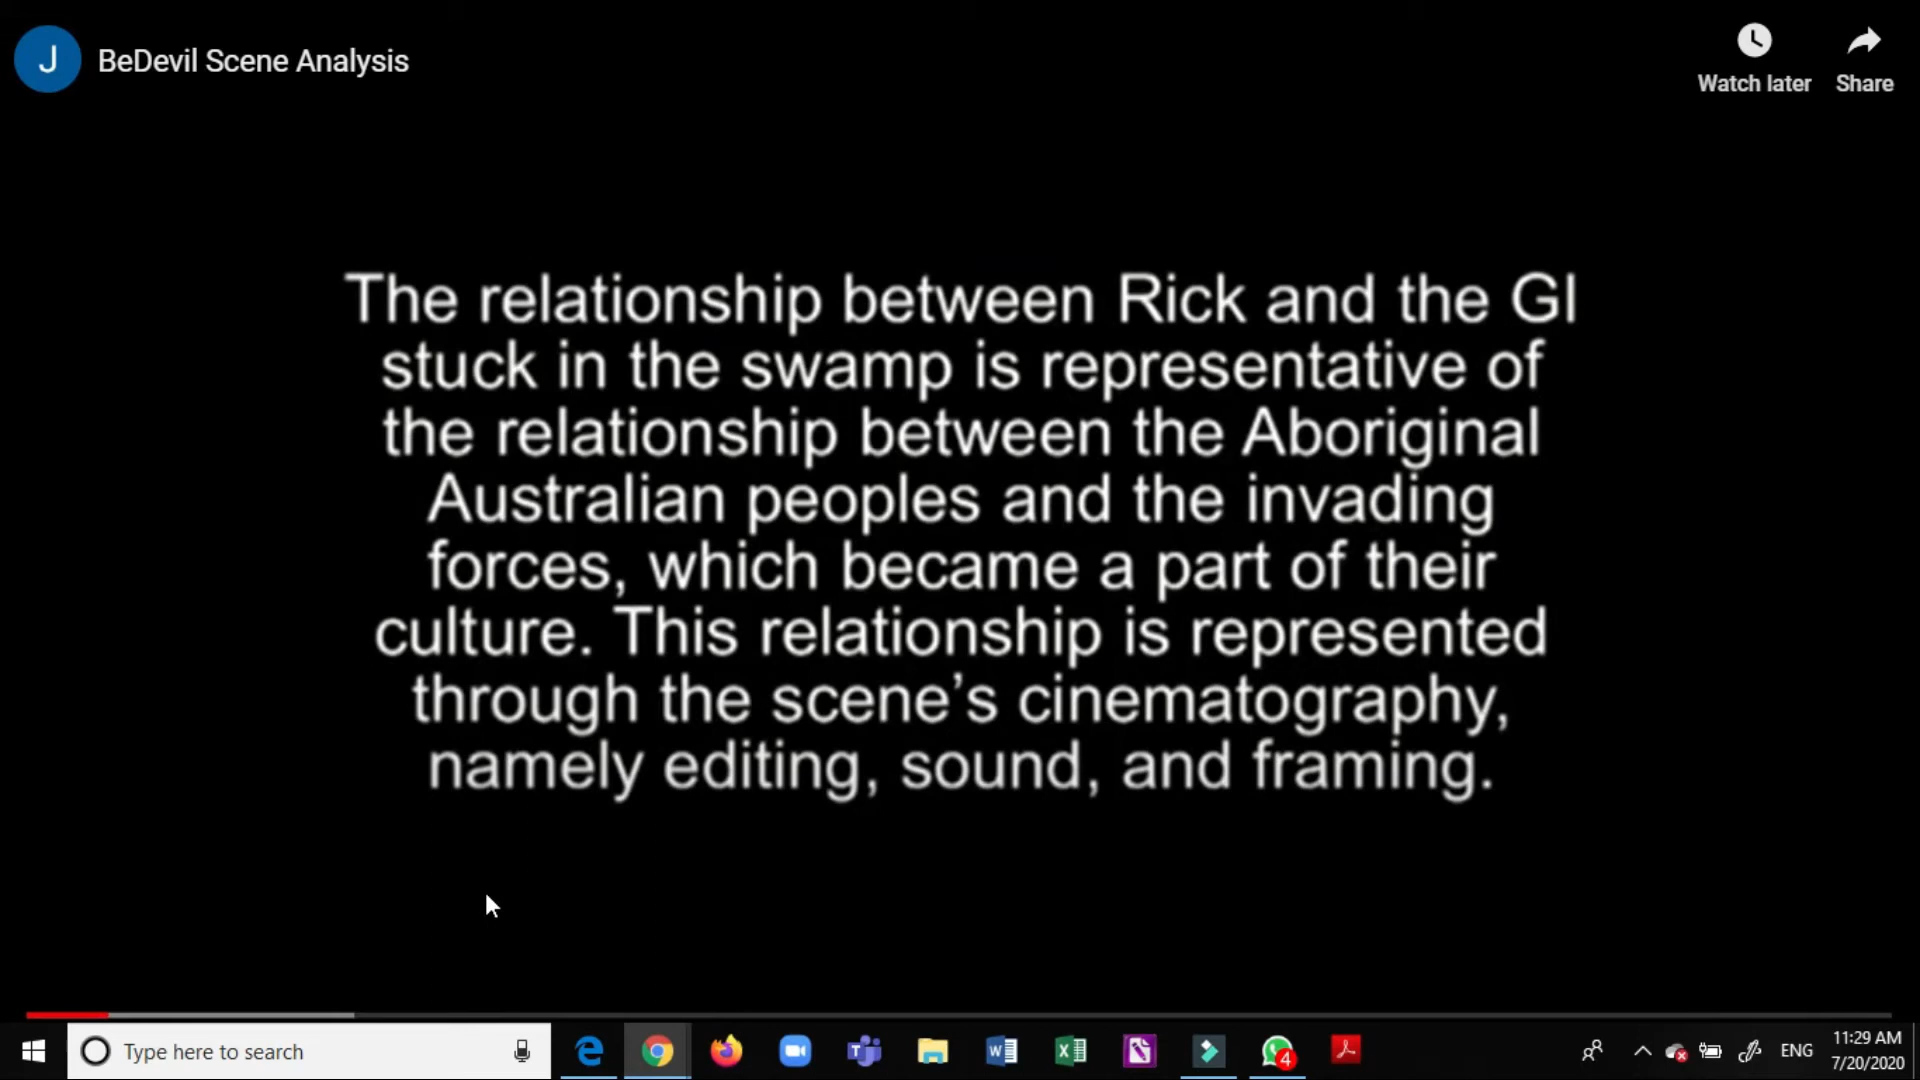 J
BeDevil Scene Analysis
Watch later
Share
The relationship between Rick and the GI
stuck in the swamp is representative of
the relationship between the Aboriginal
Australian peoples and the invading
forces, which became a part of their
culture. This relationship is represented
through the scene’s cinematography,
namely editing, sound, and framing.
Type here to search
4
ENG
11:29 AM
7/20/2020